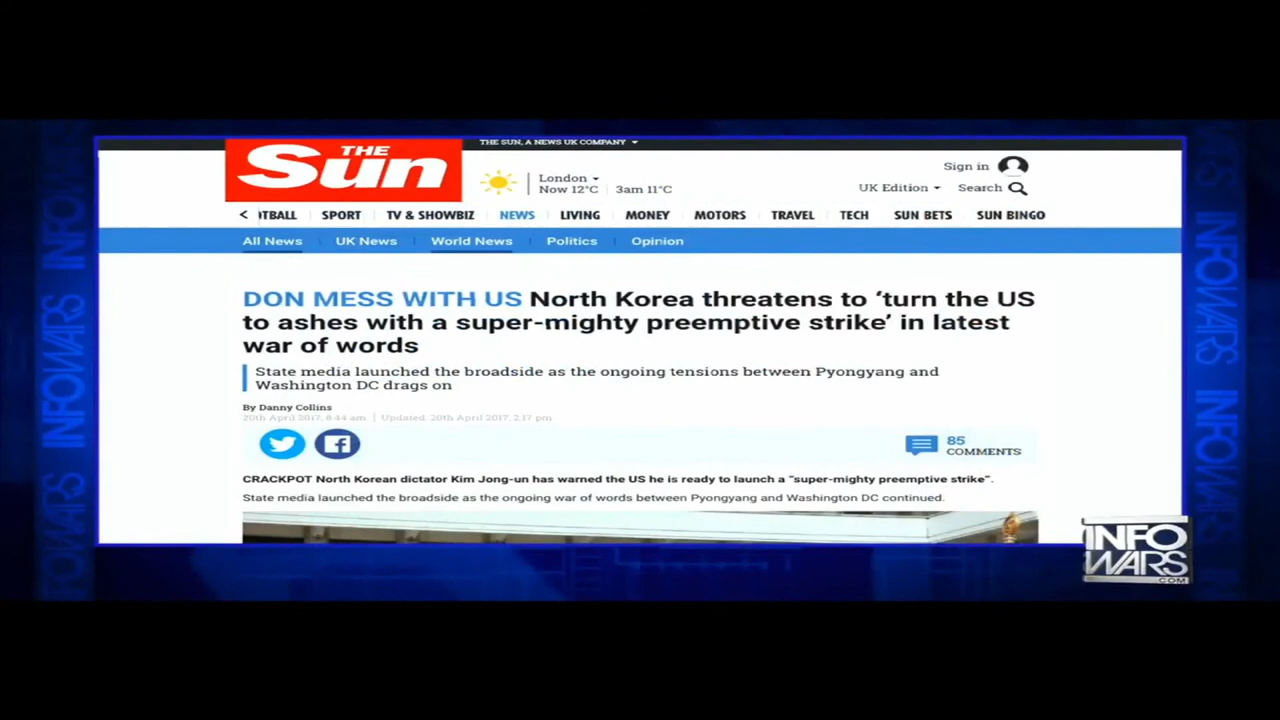 THE SUN, A NEWS UK COMPANY
THE Sun
Sign in
London
Now 12°C 3am 11°C
UK Edition Search
< OTBALL SPORT TV & SHOWBIZ NEWS LIVING MONEY MOTORS TRAVEL TECH SUN BETS SUN BINGO
All News UK News World News Politics Opinion
DON MESS WITH US North Korea threatens to ‘turn the US
to ashes with a super-mighty preemptive strike’ in latest
war of words
State media launched the broadside as the ongoing tensions between Pyongyang and
Washington DC drags on
By Danny Collins
20th April 2017, 8:44 am | Updated: 20th April 2017, 2:17 pm
85
COMMENTS
CRACKPOT North Korean dictator Kim Jong-un has warned the US he is ready to launch a “super-mighty preemptive strike”.
State media launched the broadside as the ongoing war of words between Pyongyang and Washington DC continued.
INFO
WARS
.COM
INFOWARS
INFOWARS
INFOWARS
INFOWARS